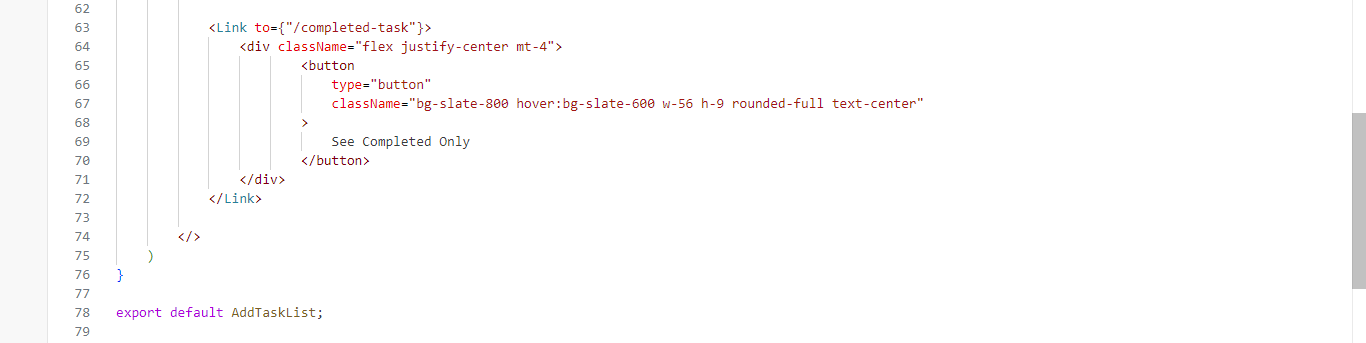 62
63 <Link to={"/completed-task"}>
64 <div className="flex justify-center mt-4">
65 <button
66 type="button"
67 className="bg-slate-800 hover:bg-slate-600 w-56 h-9 rounded-full text-center"
68 >
69 See Completed Only
70 </button>
71 </div>
72 </Link>
73
74 </>
75 )
76 }
77
78 export default AddTaskList;
79